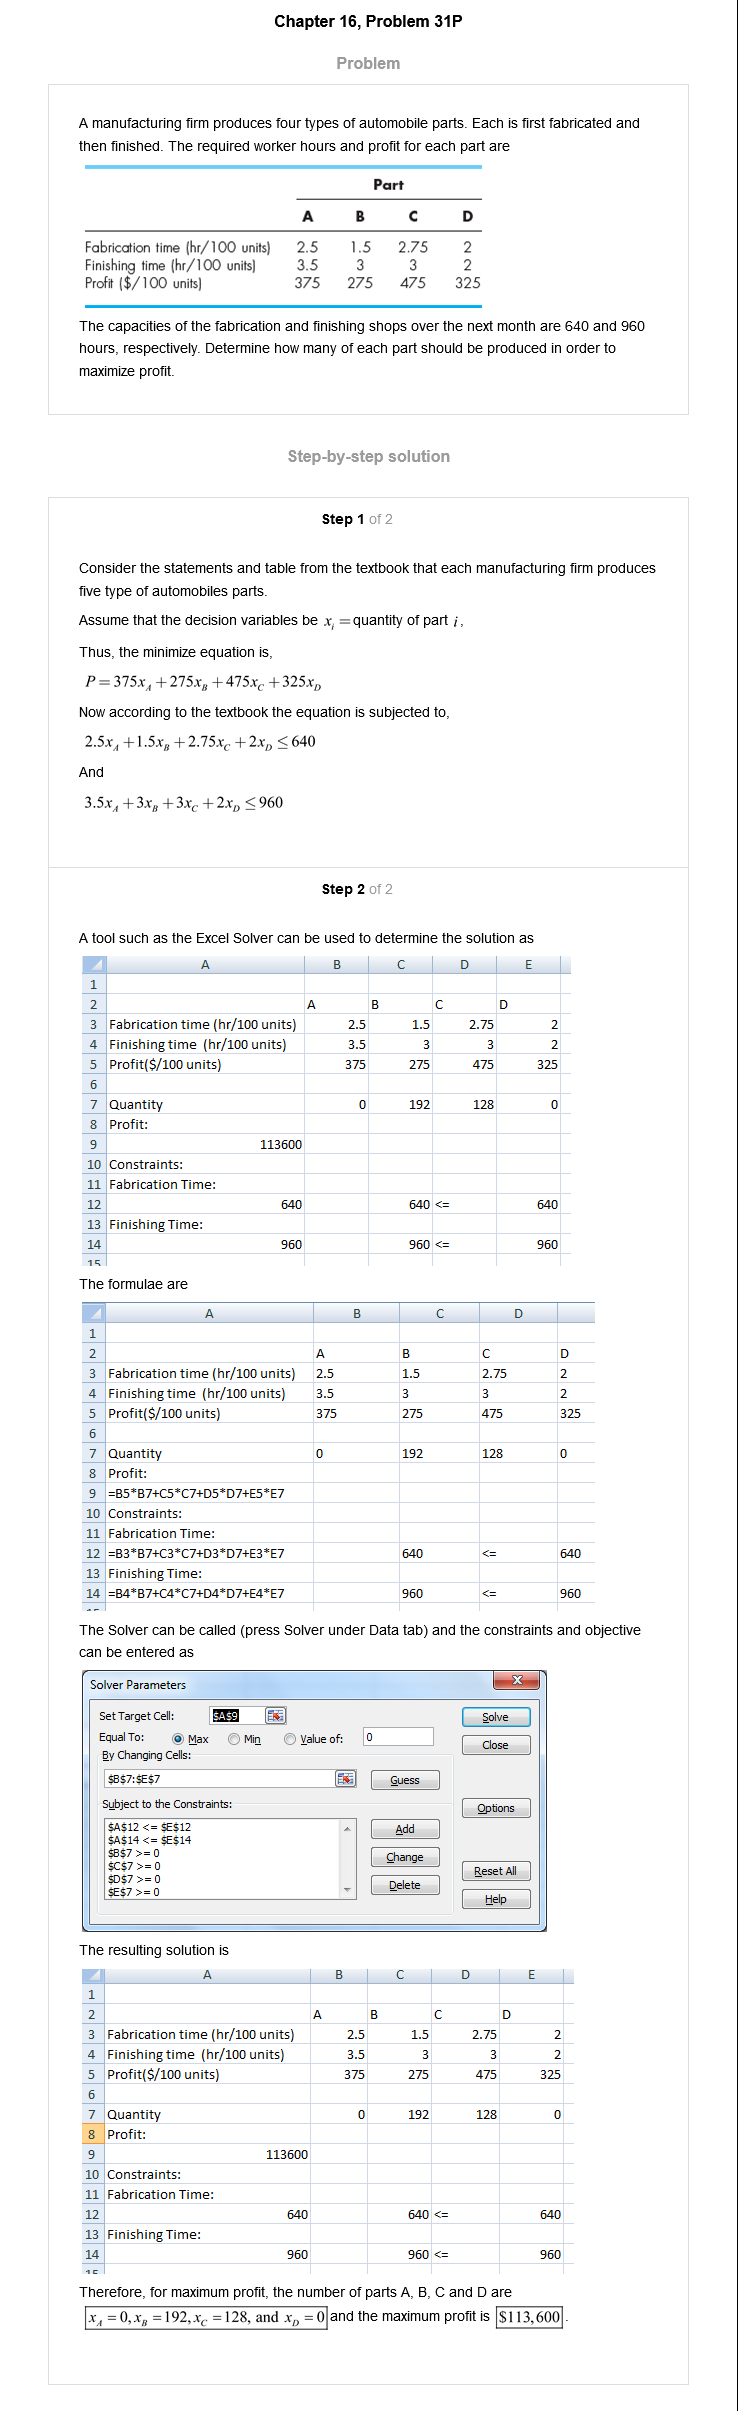 Chapter 16, Problem 31P
Problem
A manufacturing firm produces four types of automobile parts. Each is first fabricated and
then finished. The required worker hours and profit for each part are
Part
A B C D
Fabrication time (hr/100 units) 2.5 1.5 2.75 2
Finishing time (hr/100 units) 3.5 3 3 2
Profit ($/100 units) 375 275 475 325
The capacities of the fabrication and finishing shops over the next month are 640 and 960
hours, respectively. Determine how many of each part should be produced in order to
maximize profit.
Step-by-step solution
Step 1 of 2
Consider the statements and table from the textbook that each manufacturing firm produces
five type of automobiles parts.
Assume that the decision variables be x_i = quantity of part i,
Thus, the minimize equation is,
P = 375x_A + 275x_B + 475x_C + 325x_D
Now according to the textbook the equation is subjected to,
2.5x_A + 1.5x_B + 2.75x_C + 2x_D ≤ 640
And
3.5x_A + 3x_B + 3x_C + 2x_D ≤ 960
Step 2 of 2
A tool such as the Excel Solver can be used to determine the solution as
A B C D E
1
2 A B C D
3 Fabrication time (hr/100 units) 2.5 1.5 2.75 2
4 Finishing time (hr/100 units) 3.5 3 3 2
5 Profit($/100 units) 375 275 475 325
6
7 Quantity 0 192 128 0
8 Profit:
9 113600
10 Constraints:
11 Fabrication Time:
12 640 640 <= 640
13 Finishing Time:
14 960 960 <= 960
15
The formulae are
A B C D
1
2 A B C D
3 Fabrication time (hr/100 units) 2.5 1.5 2.75 2
4 Finishing time (hr/100 units) 3.5 3 3 2
5 Profit($/100 units) 375 275 475 325
6
7 Quantity 0 192 128 0
8 Profit:
9 =B5*B7+C5*C7+D5*D7+E5*E7
10 Constraints:
11 Fabrication Time:
12 =B3*B7+C3*C7+D3*D7+E3*E7 640 <= 640
13 Finishing Time:
14 =B4*B7+C4*C7+D4*D7+E4*E7 960 <= 960
The Solver can be called (press Solver under Data tab) and the constraints and objective
can be entered as
Solver Parameters
Set Target Cell: $A$9 Solve
Equal To: Max Min Value of: 0 Close
By Changing Cells:
$B$7:$E$7 Guess
Subject to the Constraints: Options
$A$12 <= $E$12 Add
$A$14 <= $E$14
$B$7 >= 0
$C$7 >= 0 Change
$D$7 >= 0 Reset All
$E$7 >= 0 Delete
Help
The resulting solution is
A B C D E
1
2 A B C D
3 Fabrication time (hr/100 units) 2.5 1.5 2.75 2
4 Finishing time (hr/100 units) 3.5 3 3 2
5 Profit($/100 units) 375 275 475 325
6
7 Quantity 0 192 128 0
8 Profit:
9 113600
10 Constraints:
11 Fabrication Time:
12 640 640 <= 640
13 Finishing Time:
14 960 960 <= 960
15
Therefore, for maximum profit, the number of parts A, B, C and D are
x_A = 0, x_B = 192, x_C = 128, and x_D = 0 and the maximum profit is $113,600.